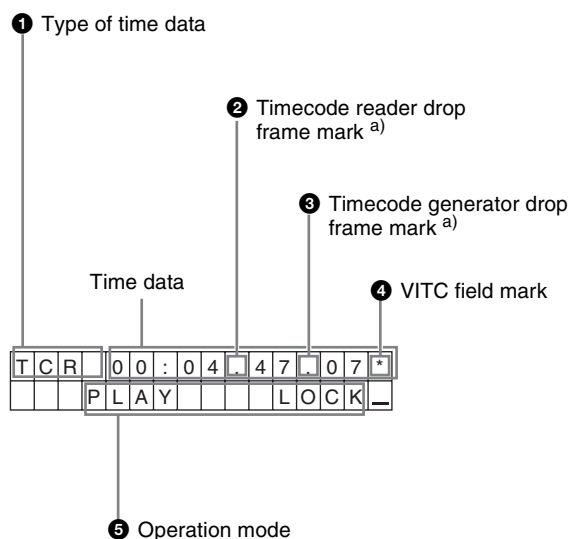 ❶ Type of time data
❷ Timecode reader drop
frame mark a)
❸ Timecode generator drop
frame mark a)
Time data
❹ VITC field mark
TCR 00:04.47.07*
PLAY LOCK_
❺ Operation mode